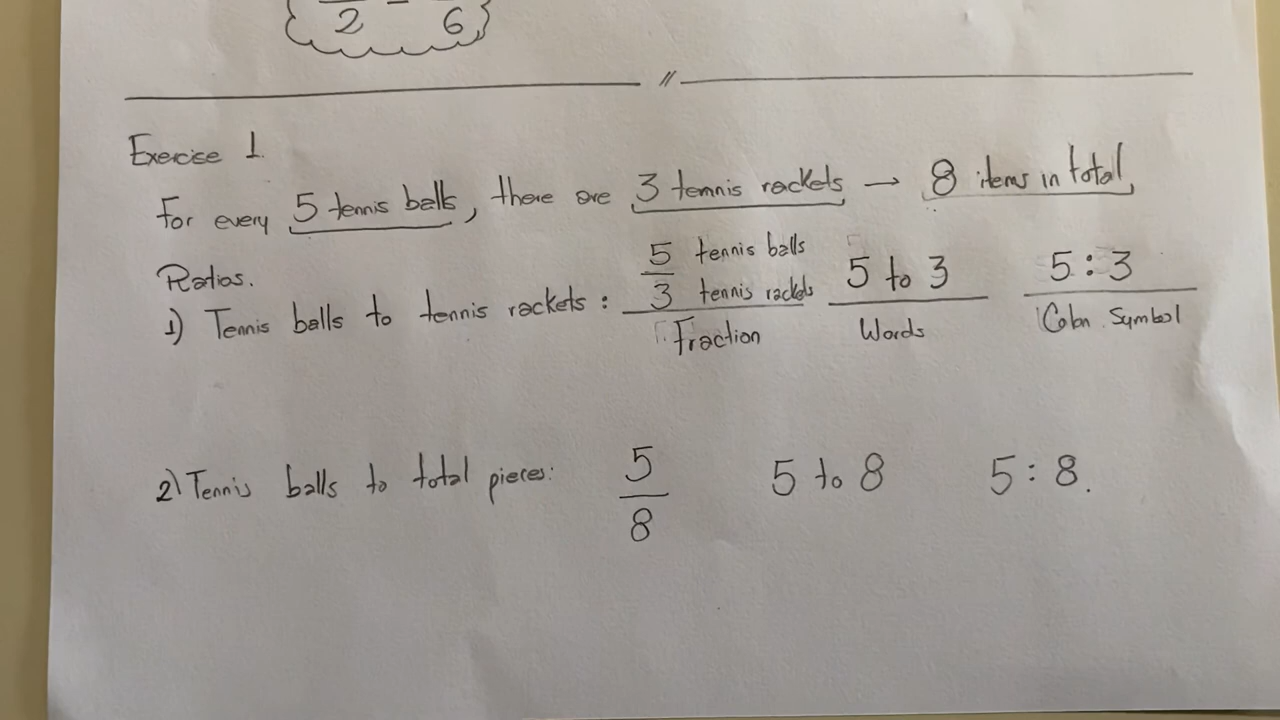 2 = 6
//
Exercise 1.
For every 5 tennis balls, there are 3 tennis rackets → 8 items in total,
Ratios.
1) Tennis balls to tennis rackets : 5 tennis balls / 3 tennis rackets 5 to 3 5 : 3
Fraction Words Colon Symbol
2) Tennis balls to total pieces: 5/8 5 to 8 5 : 8.